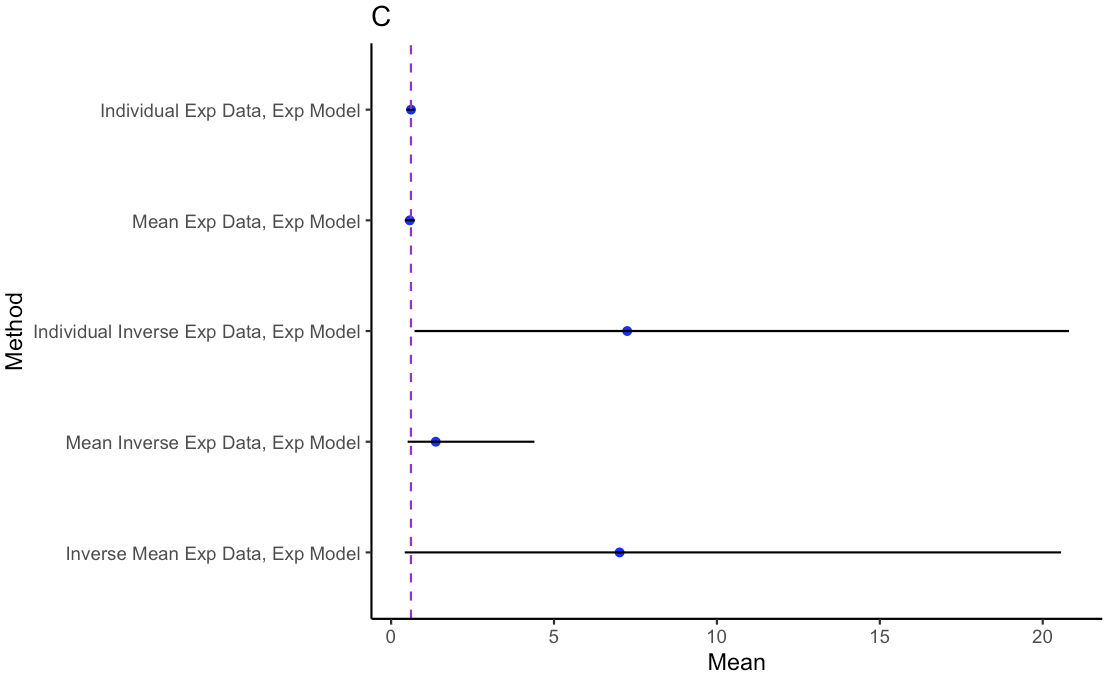 C
Individual Exp Data, Exp Model
Mean Exp Data, Exp Model
Individual Inverse Exp Data, Exp Model
Mean Inverse Exp Data, Exp Model
Inverse Mean Exp Data, Exp Model
Method
0 5 10 15 20
Mean